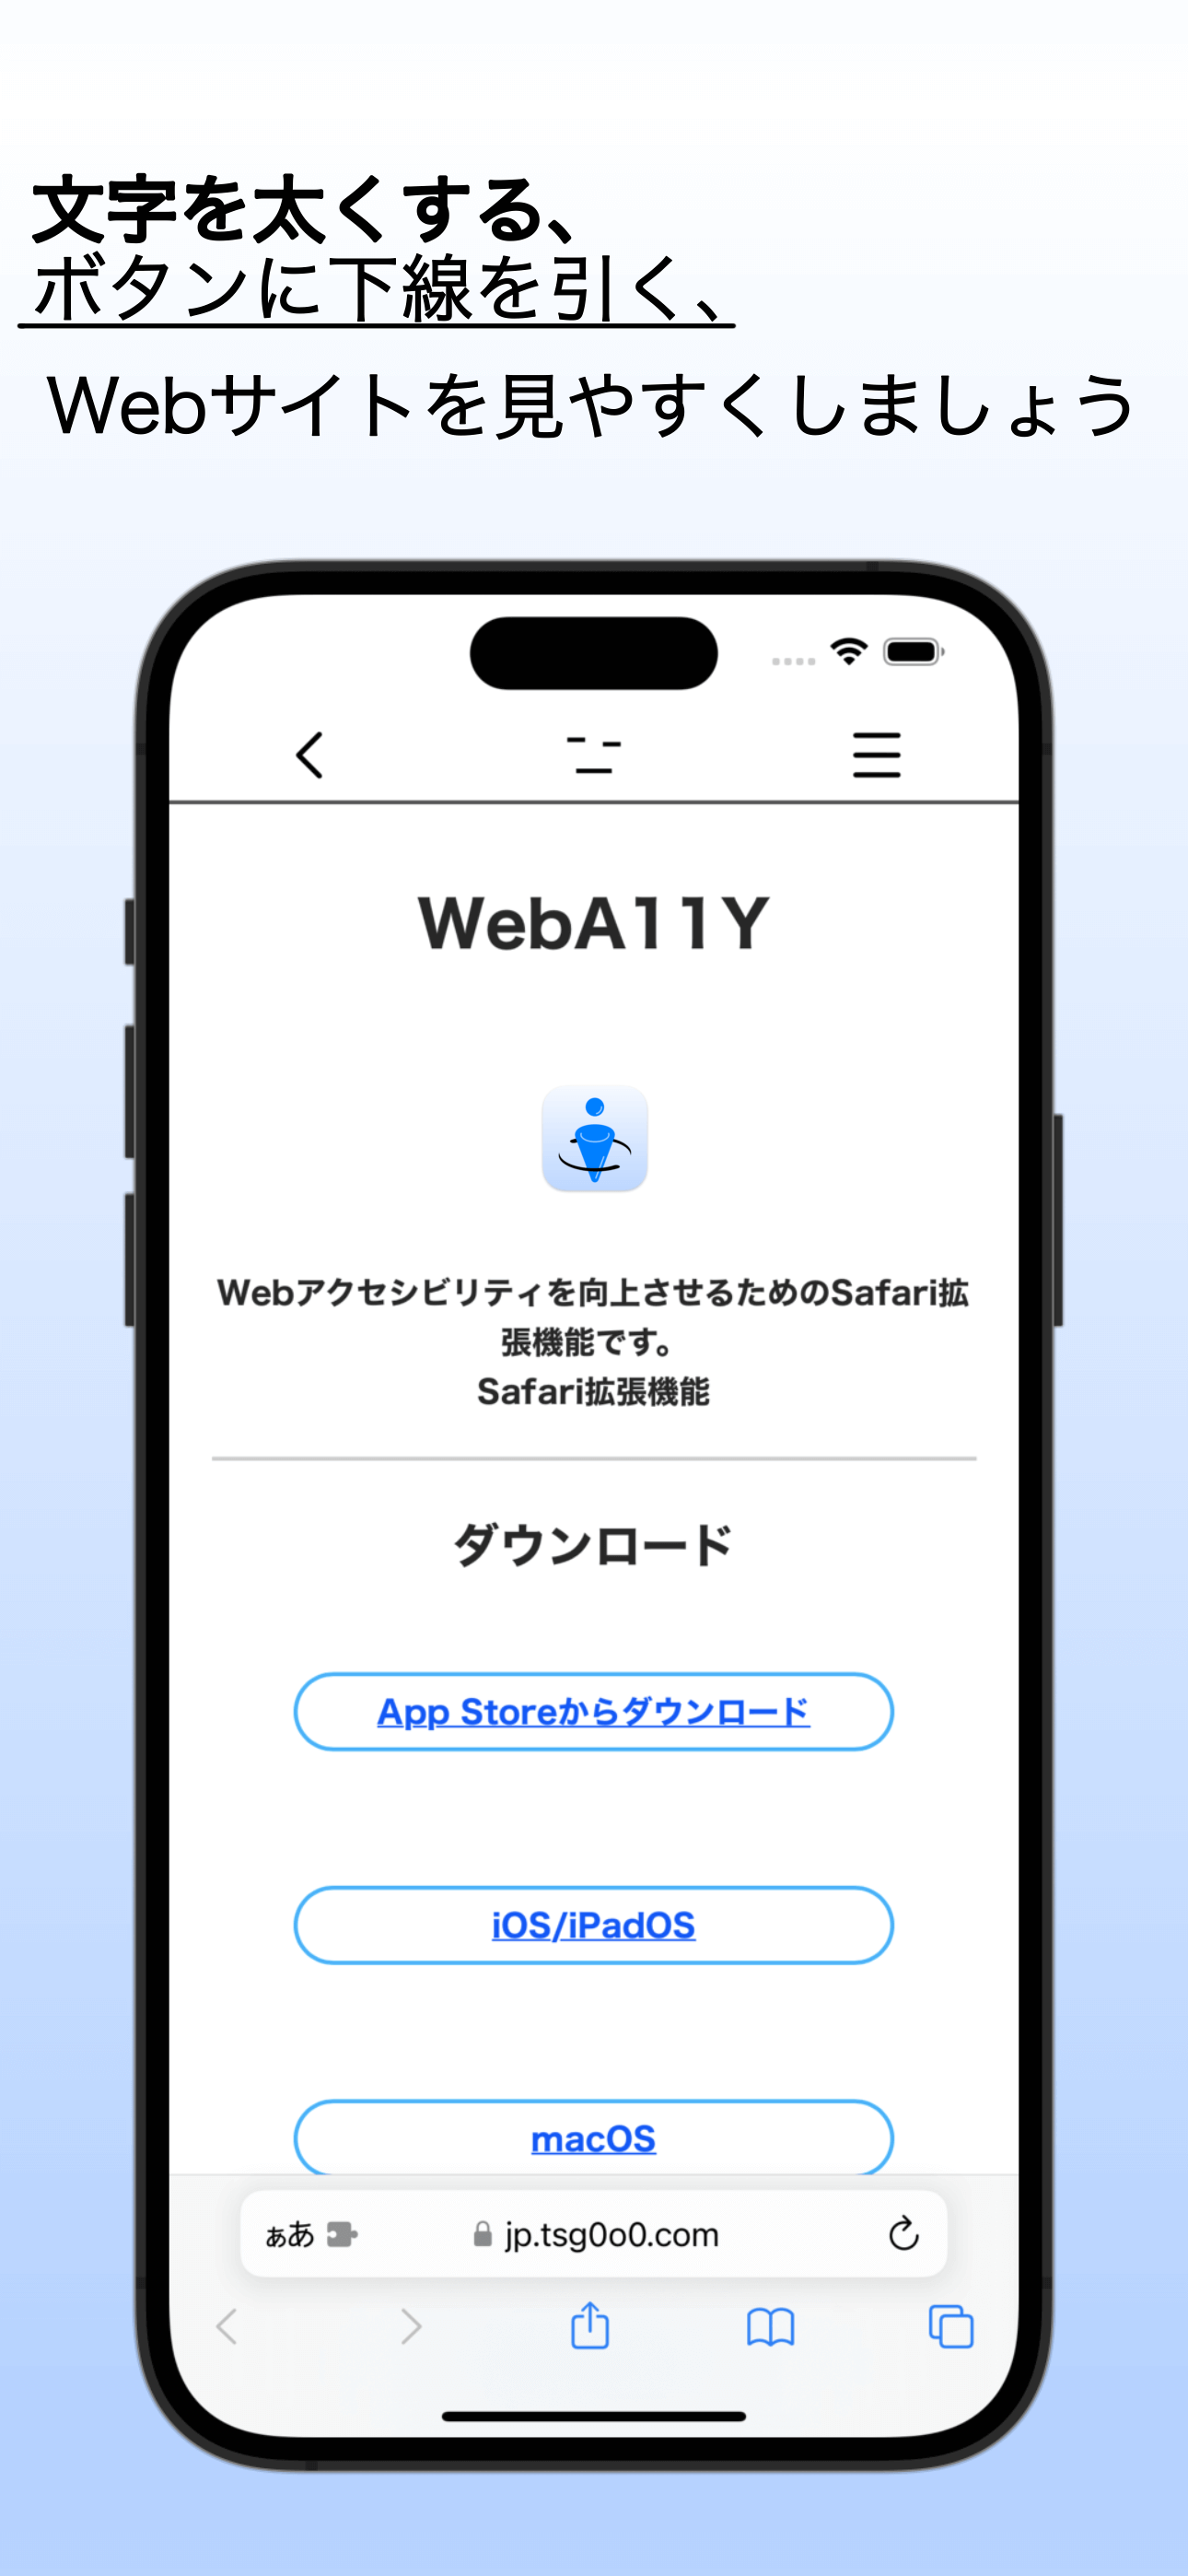 文字を太くする、
ボタンに下線を引く、
Webサイトを見やすくしましょう
WebA11Y
Webアクセシビリティを向上させるためのSafari拡
張機能です。
Safari拡張機能
ダウンロード
App Storeからダウンロード
iOS/iPadOS
macOS
ぁあ jp.tsg0o0.com